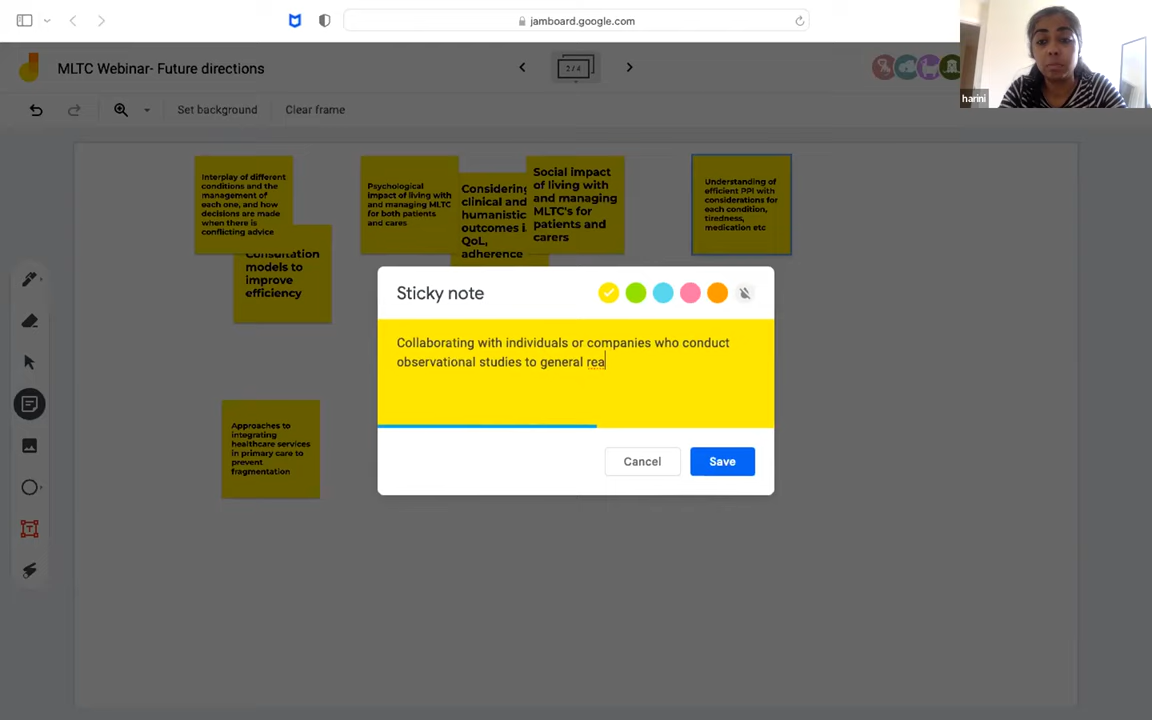 jamboard.google.com
MLTC Webinar- Future directions
2 / 4
harini
Set background
Clear frame
Interplay of different
conditions and the
management of
each one, and how
decisions are made
when there is
conflicting advice
Consultation
models to
improve
efficiency
Psychological
impact of living with
and managing MLTC
for both patients
and cares
Considering
clinical and
humanistic
outcomes i.
QoL,
adherence
Social impact
of living with
and managing
MLTC's for
patients and
carers
Understanding of
efficient PPI with
considerations for
each condition,
tiredness,
medication etc
Sticky note
Collaborating with individuals or companies who conduct
observational studies to general rea
Cancel
Save
Approaches to
integrating
healthcare services
in primary care to
prevent
fragmentation